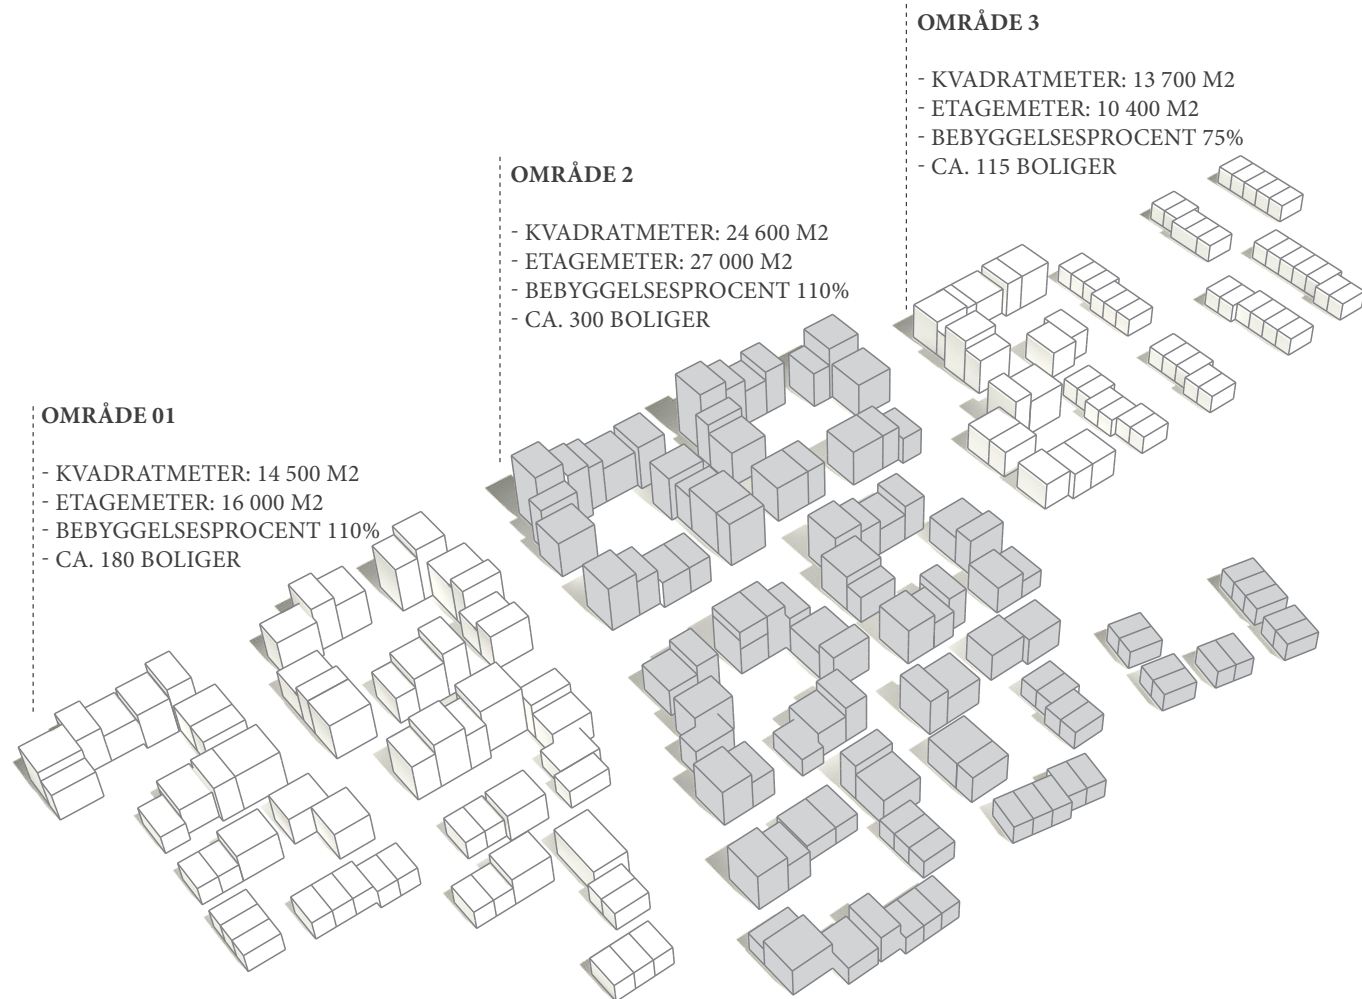 OMRÅDE 3
- KVADRATMETER: 13 700 M2
- ETAGEMETER: 10 400 M2
- BEBYGGELSESPROCENT 75%
- CA. 115 BOLIGER
OMRÅDE 2
- KVADRATMETER: 24 600 M2
- ETAGEMETER: 27 000 M2
- BEBYGGELSESPROCENT 110%
- CA. 300 BOLIGER
OMRÅDE 01
- KVADRATMETER: 14 500 M2
- ETAGEMETER: 16 000 M2
- BEBYGGELSESPROCENT 110%
- CA. 180 BOLIGER